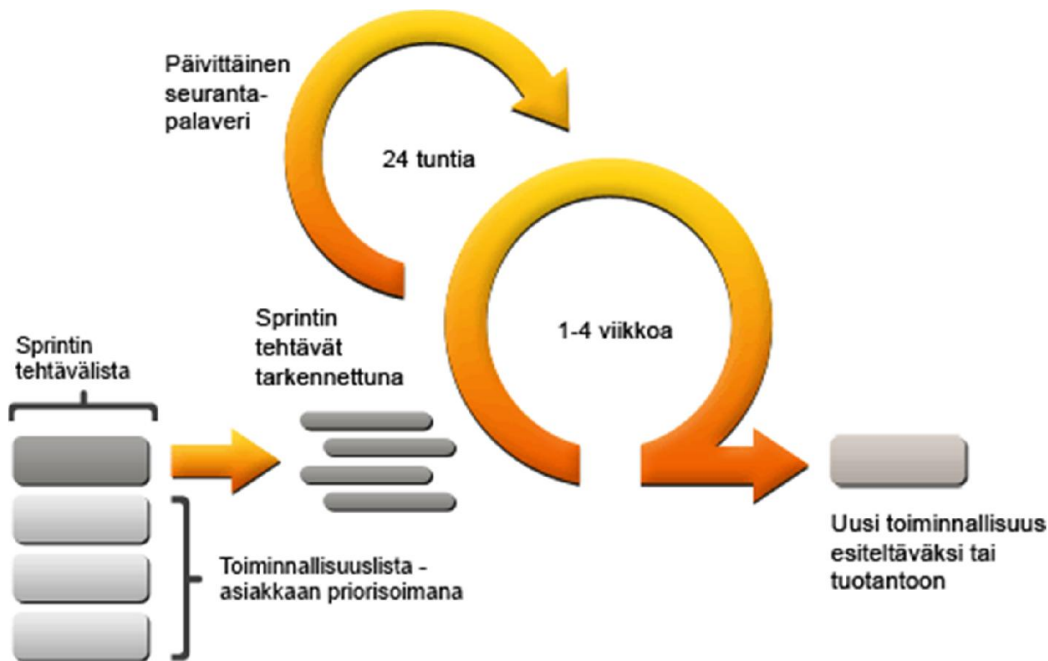 Päivittäinen
seuranta-
palaveri
24 tuntia
1-4 viikkoa
Sprintin
tehtävälista
Sprintin
tehtävät
tarkennettuna
Toiminnallisuuslista -
asiakkaan priorisoimana
Uusi toiminnallisuus
esiteltäväksi tai
tuotantoon